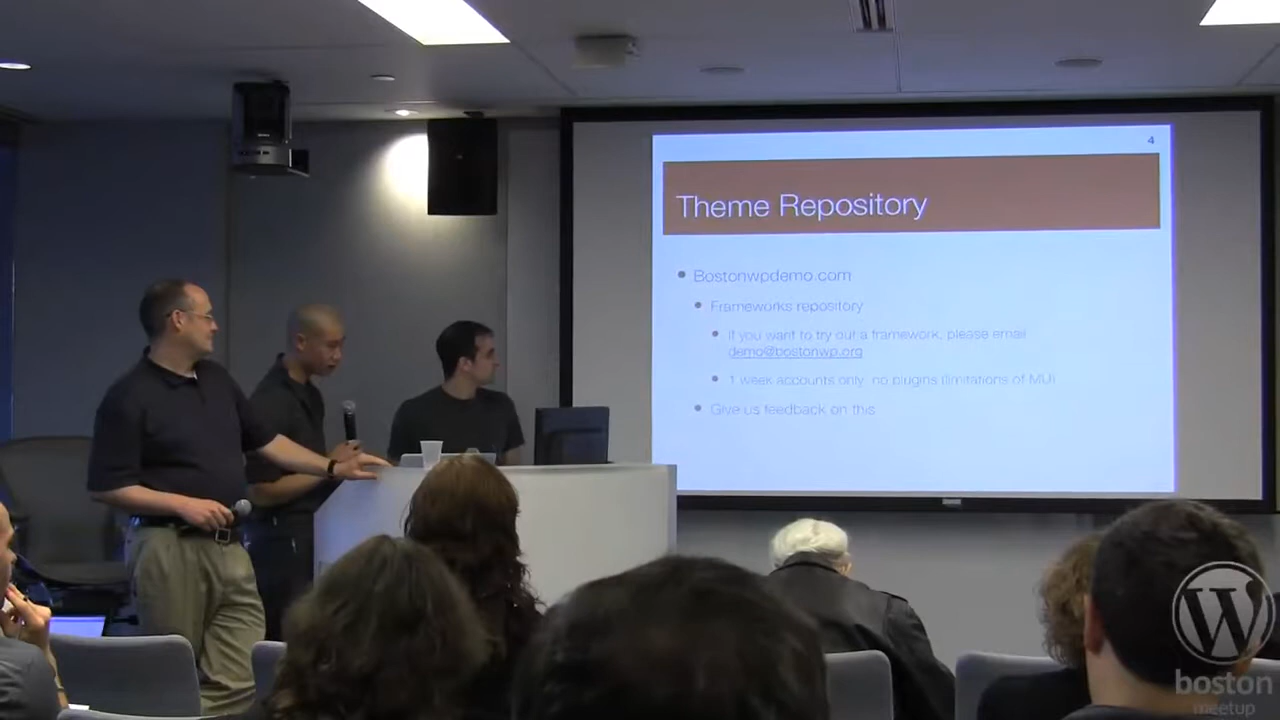 4
Theme Repository
Bostonwpdemo.com
Frameworks repository
If you want to try out a framework, please email
demo@bostonwp.org
1 week accounts only, no plugins (limitations of MU)
Give us feedback on this
W
boston
meetup